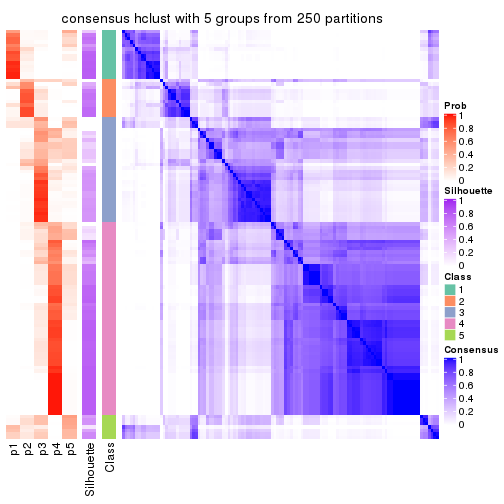 consensus hclust with 5 groups from 250 partitions
Prob
1
0.8
0.6
0.4
0.2
0
Silhouette
1
0.8
0.6
0.4
0.2
0
Class
1
2
3
4
5
Consensus
1
0.8
0.6
0.4
0.2
0
p1
p2
p3
p4
p5
Silhouette
Class